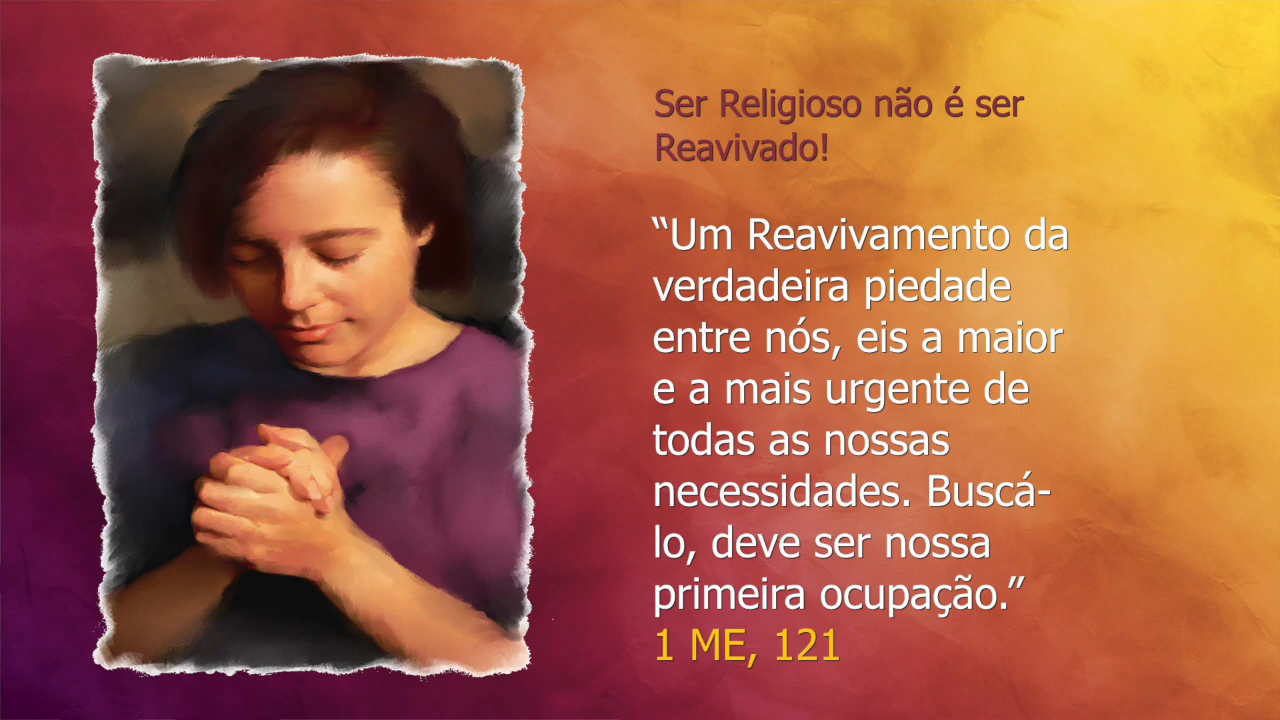 Ser Religioso não é ser
Reavivado!
“Um Reavivamento da
verdadeira piedade
entre nós, eis a maior
e a mais urgente de
todas as nossas
necessidades. Buscá-
lo, deve ser nossa
primeira ocupação.”
1 ME, 121